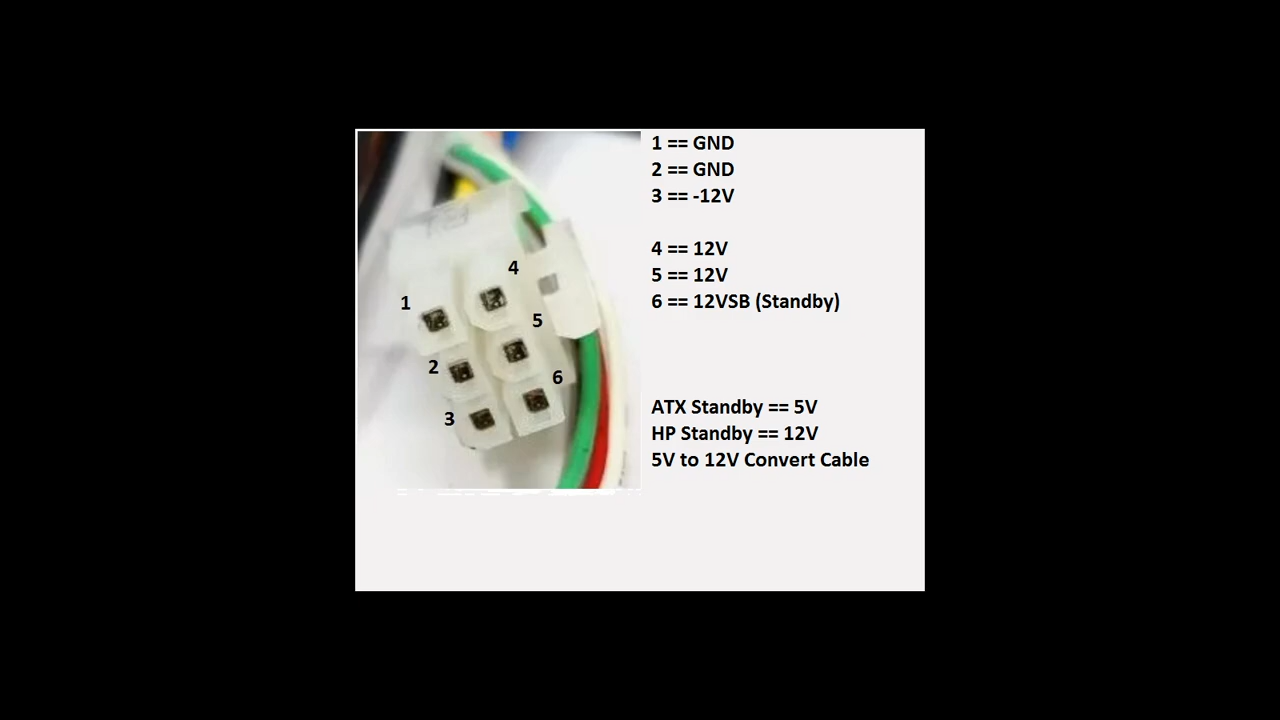 1 == GND
2 == GND
3 == -12V
4 == 12V
5 == 12V
6 == 12VSB (Standby)
ATX Standby == 5V
HP Standby == 12V
5V to 12V Convert Cable
4
1
5
2
6
3